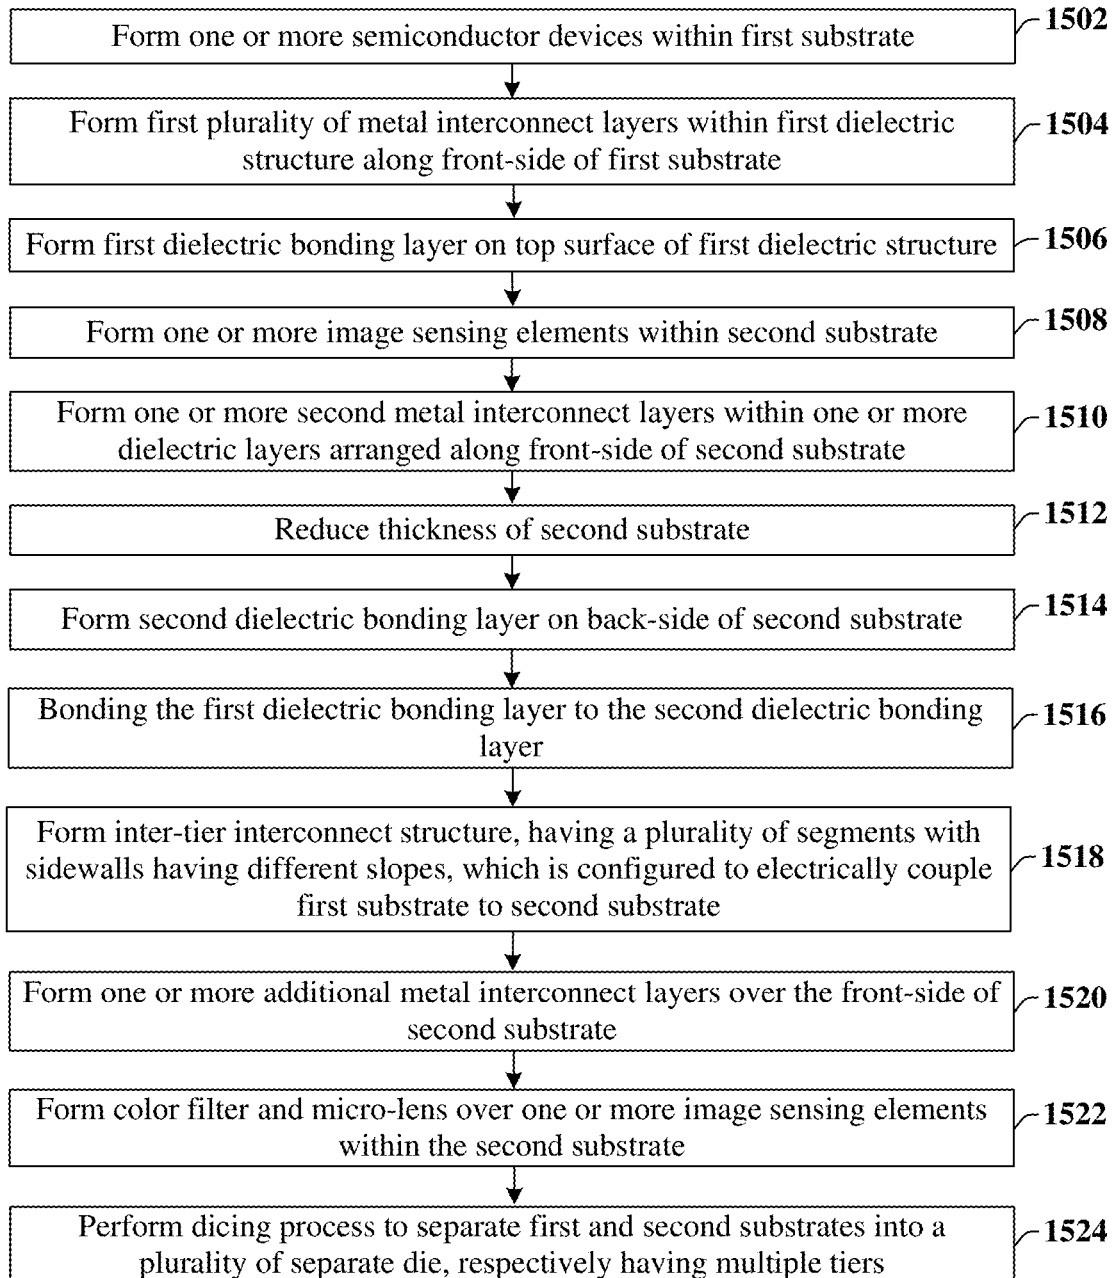 Form one or more semiconductor devices within first substrate
1502
Form first plurality of metal interconnect layers within first dielectric
structure along front-side of first substrate
1504
Form first dielectric bonding layer on top surface of first dielectric structure
1506
Form one or more image sensing elements within second substrate
1508
Form one or more second metal interconnect layers within one or more
dielectric layers arranged along front-side of second substrate
1510
Reduce thickness of second substrate
1512
Form second dielectric bonding layer on back-side of second substrate
1514
Bonding the first dielectric bonding layer to the second dielectric bonding
layer
1516
Form inter-tier interconnect structure, having a plurality of segments with
sidewalls having different slopes, which is configured to electrically couple
first substrate to second substrate
1518
Form one or more additional metal interconnect layers over the front-side of
second substrate
1520
Form color filter and micro-lens over one or more image sensing elements
within the second substrate
1522
Perform dicing process to separate first and second substrates into a
plurality of separate die, respectively having multiple tiers
1524